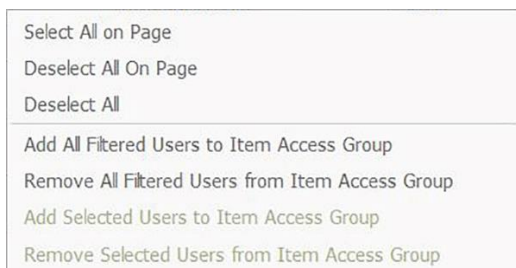 Select All on Page
Deselect All On Page
Deselect All
Add All Filtered Users to Item Access Group
Remove All Filtered Users from Item Access Group
Add Selected Users to Item Access Group
Remove Selected Users from Item Access Group